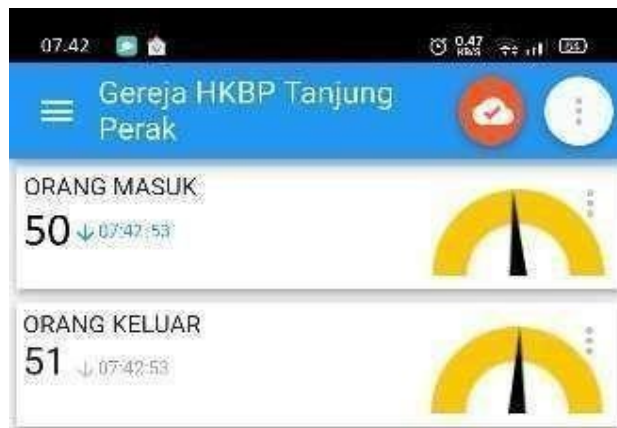 07.42
0.47
KB/S
Gereja HKBP Tanjung
Perak
ORANG MASUK
50 ↓ 07:42:53
ORANG KELUAR
51 ↓ 07:42:53